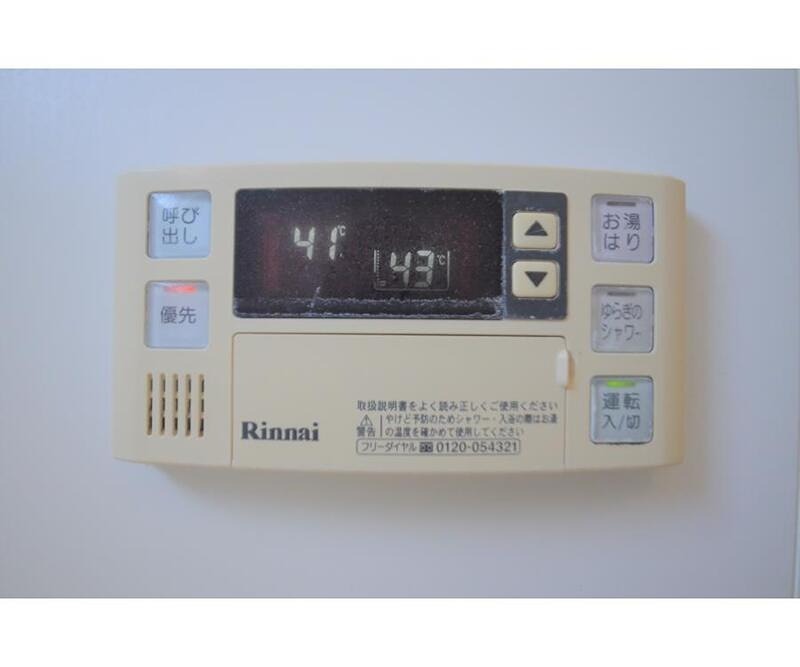 呼び
出し
優先
41℃
43℃
▲
▼
お湯
はり
ゆらぎの
シャワー
運転
入/切
Rinnai
取扱説明書をよく読み正しくご使用ください
警告
やけど予防のためシャワー・入浴の際はお湯
の温度を確かめて使用してください
フリーダイヤル 0120-054321